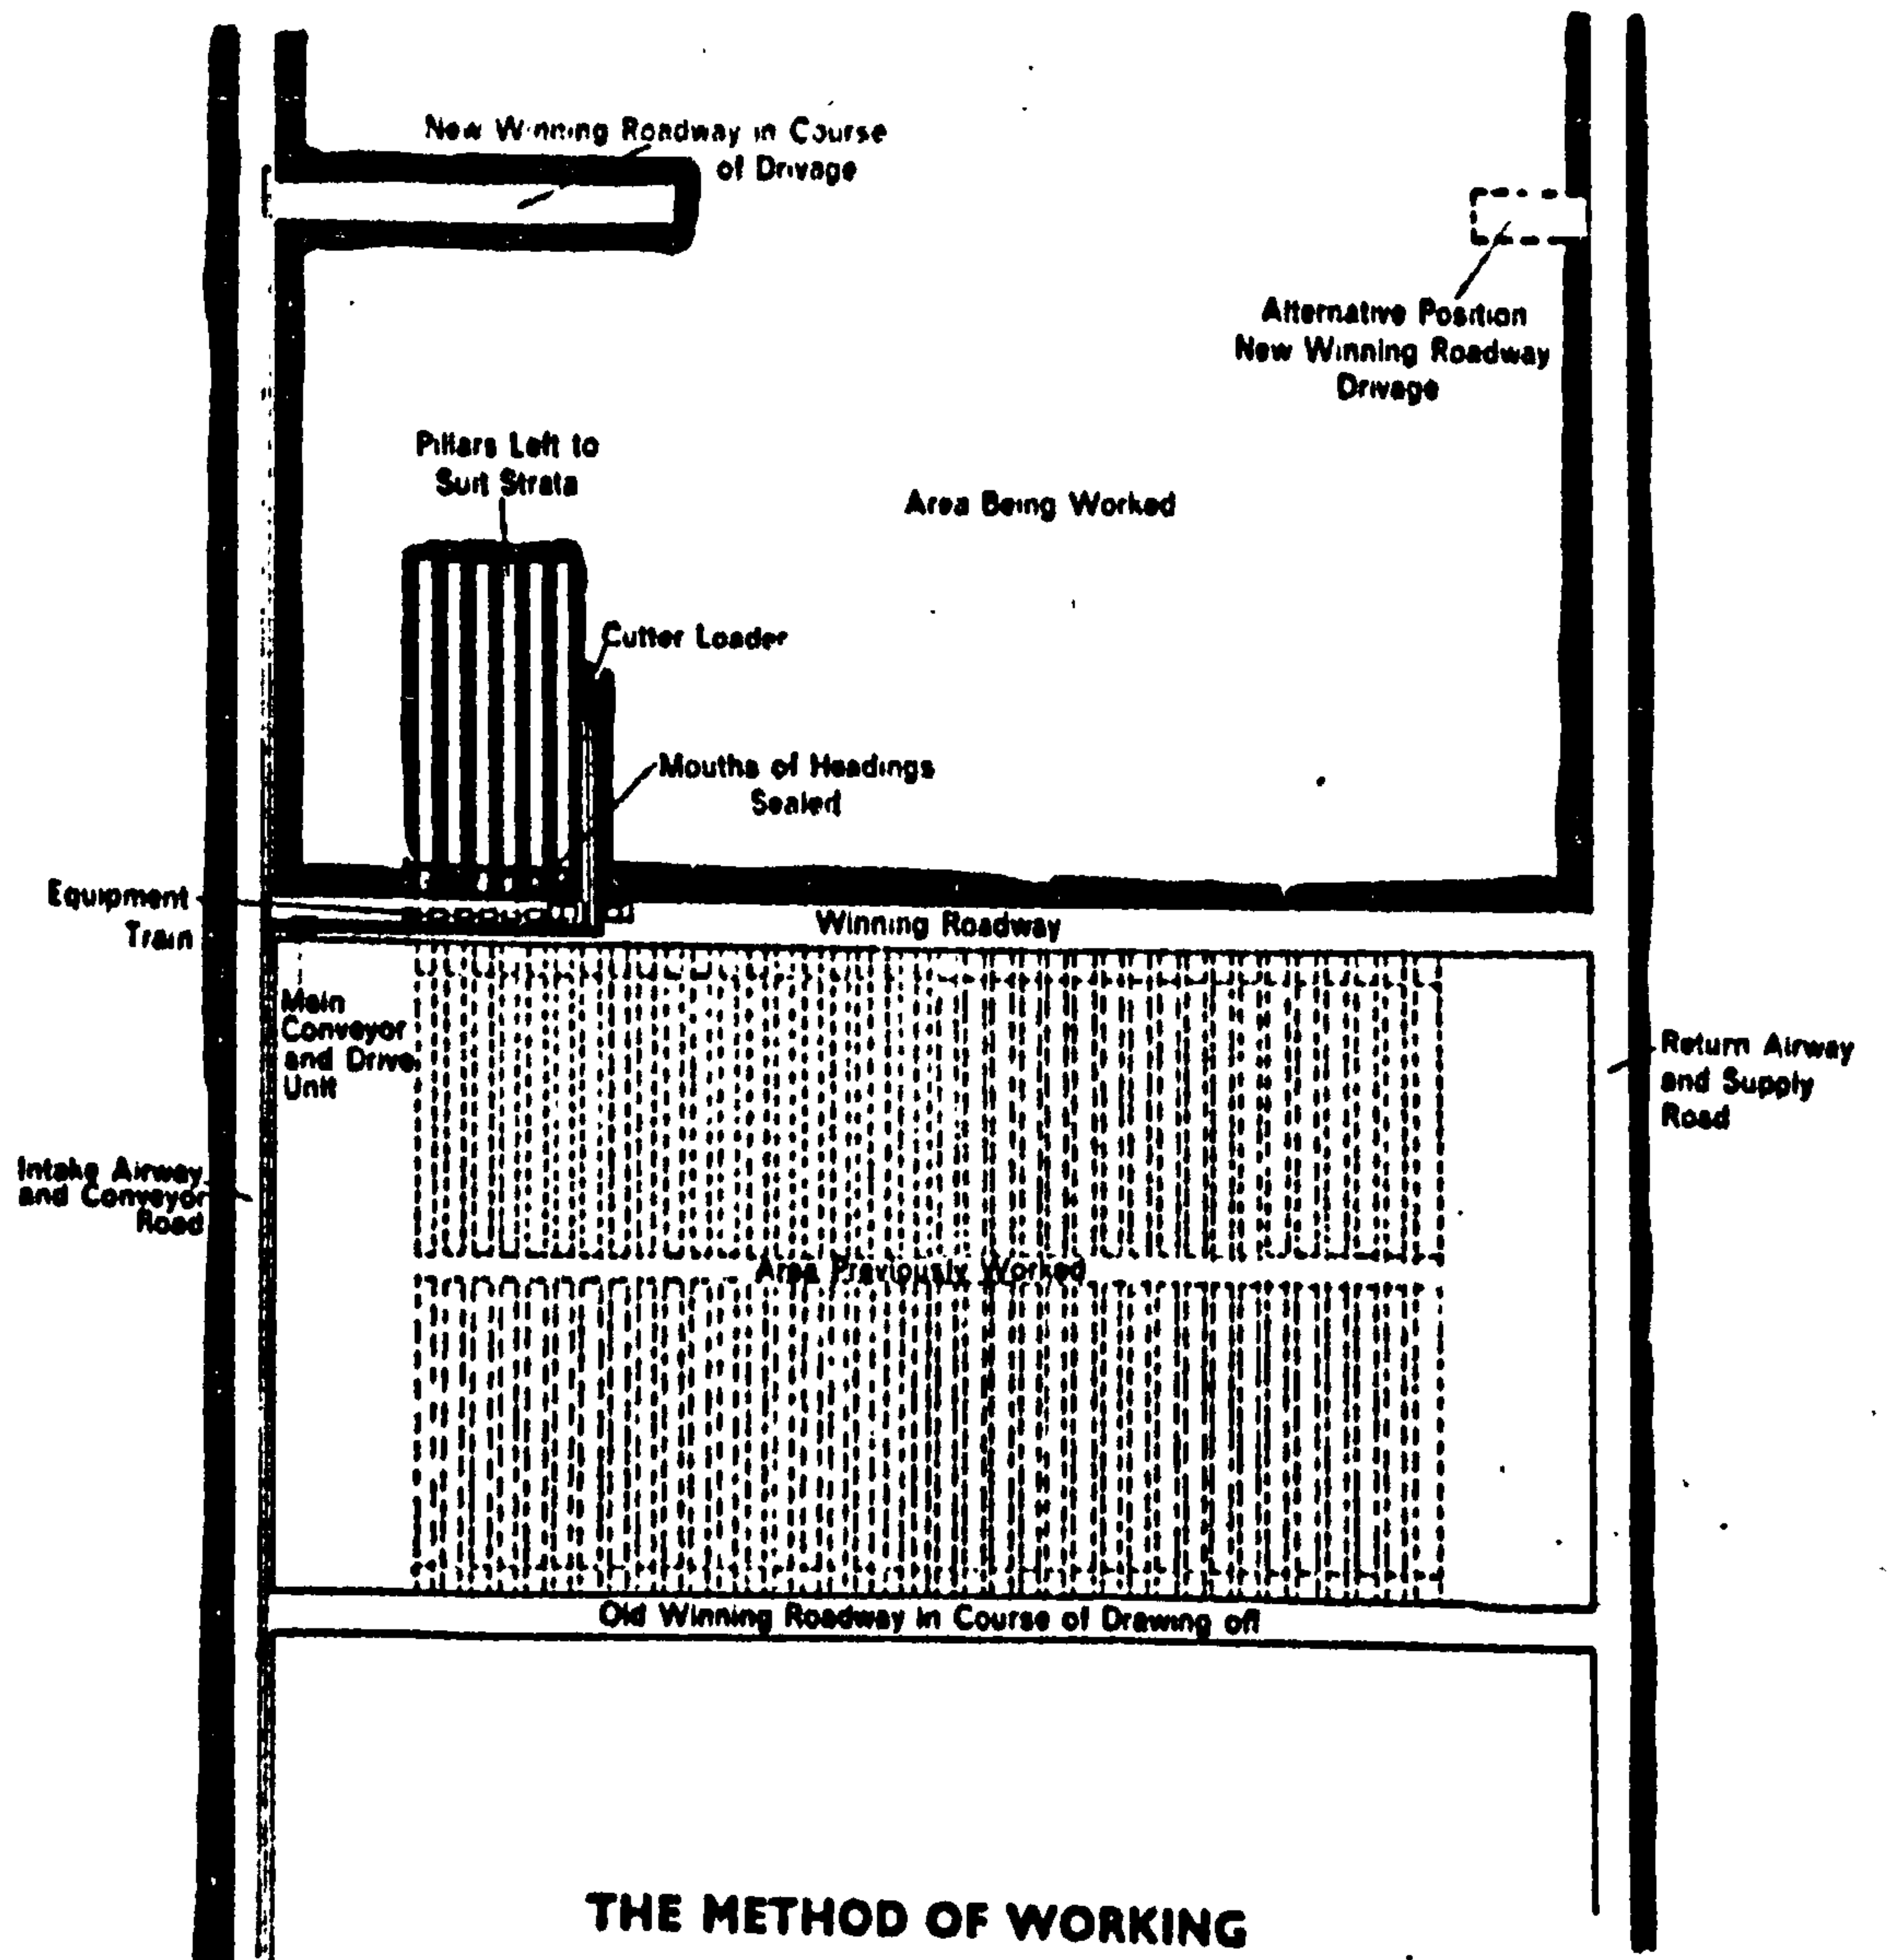 New Winning Roadway in Course
of Drivage
Alternative Position
New Winning Roadway
Drivage
Pillars Left to
Suit Strata
Area Being Worked
Cutter Loader
Mouths of Headings
Sealed
Equipment
Train
Winning Roadway
Main
Conveyor
and Drive
Unit
Return Airway
and Supply
Road
Intake Airway
and Conveyor
Road
Area Previously Worked
Old Winning Roadway in Course of Drawing off
THE METHOD OF WORKING